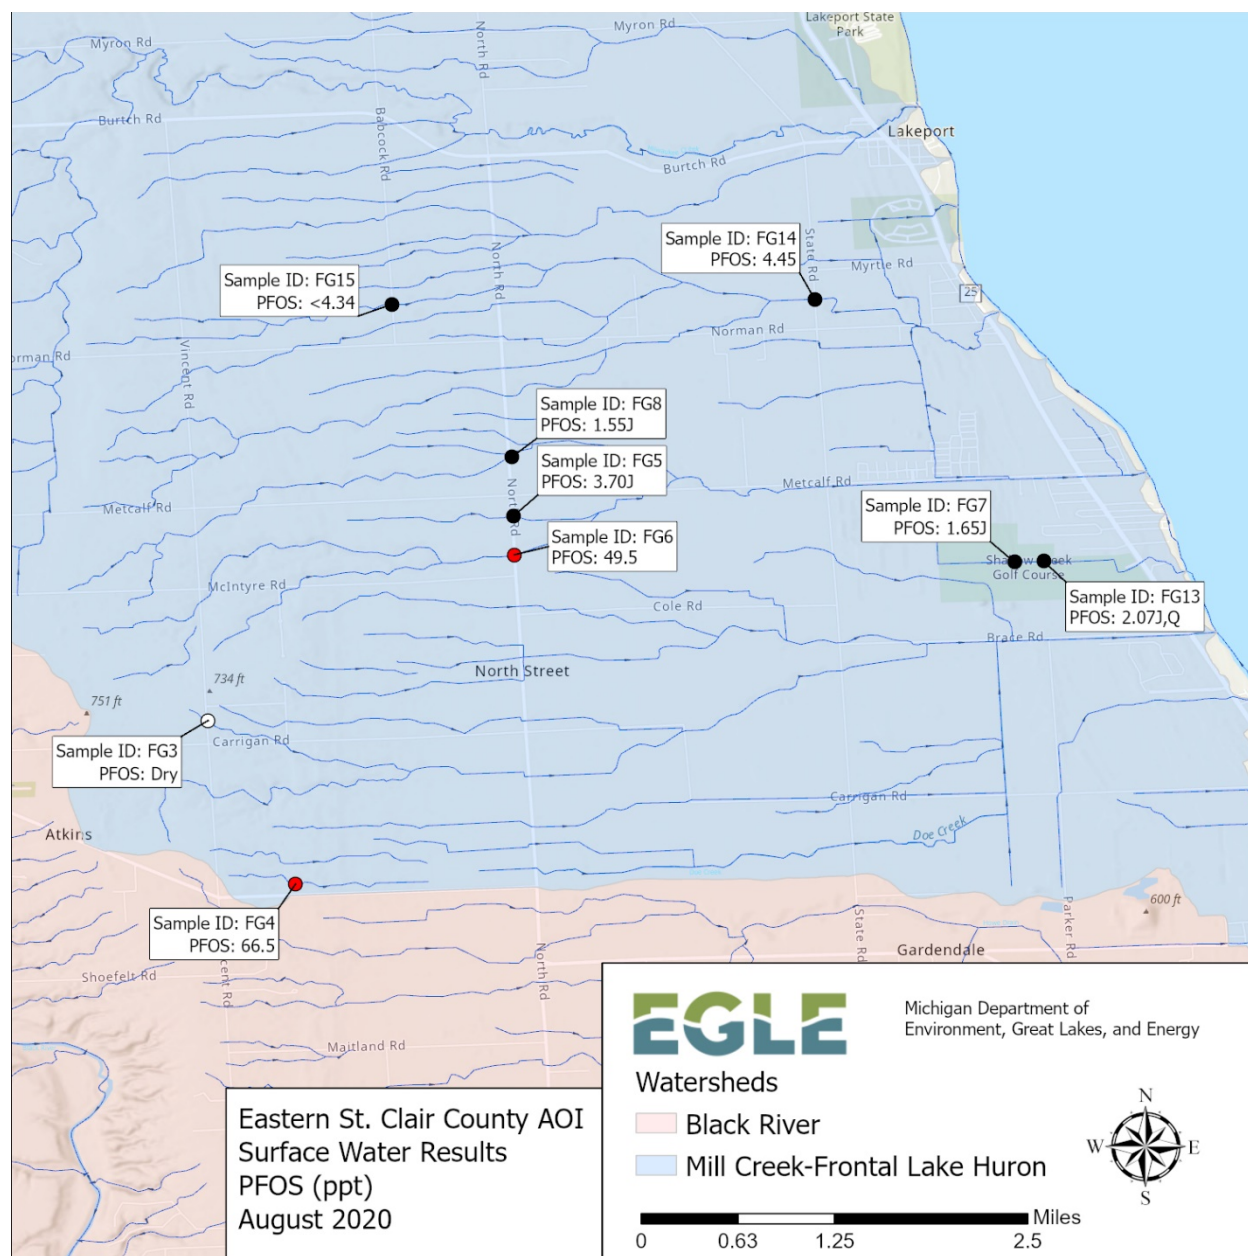 Lakeport State
Park
Myron Rd
Myron Rd
North Rd
Burtch Rd
Babcock Rd
Lakeport
Burtch Rd
Sample ID: FG14
PFOS: 4.45
State Rd
North Rd
Myrtle Rd
Sample ID: FG15
PFOS: <4.34
25
Norman Rd
orman Rd
Vincent Rd
Sample ID: FG8
PFOS: 1.55J
Sample ID: FG5
PFOS: 3.70J
Metcalf Rd
Metcalf Rd
North Rd
Sample ID: FG7
PFOS: 1.65J
Sample ID: FG6
PFOS: 49.5
Golf Course
McIntyre Rd
Cole Rd
Sample ID: FG13
PFOS: 2.07J,Q
Brace Rd
North Street
734 ft
751 ft
Sample ID: FG3
PFOS: Dry
Carrigan Rd
Carrigan Rd
Atkins
Doe Creek
600 ft
Sample ID: FG4
PFOS: 66.5
State Rd
Parker Rd
Gardendale
Shoefelt Rd
cent Rd
North Rd
Maitland Rd
EGLE
Michigan Department of
Environment, Great Lakes, and Energy
Watersheds
Black River
Mill Creek-Frontal Lake Huron
N
W E
S
Miles
0 0.63 1.25 2.5
Eastern St. Clair County AOI
Surface Water Results
PFOS (ppt)
August 2020